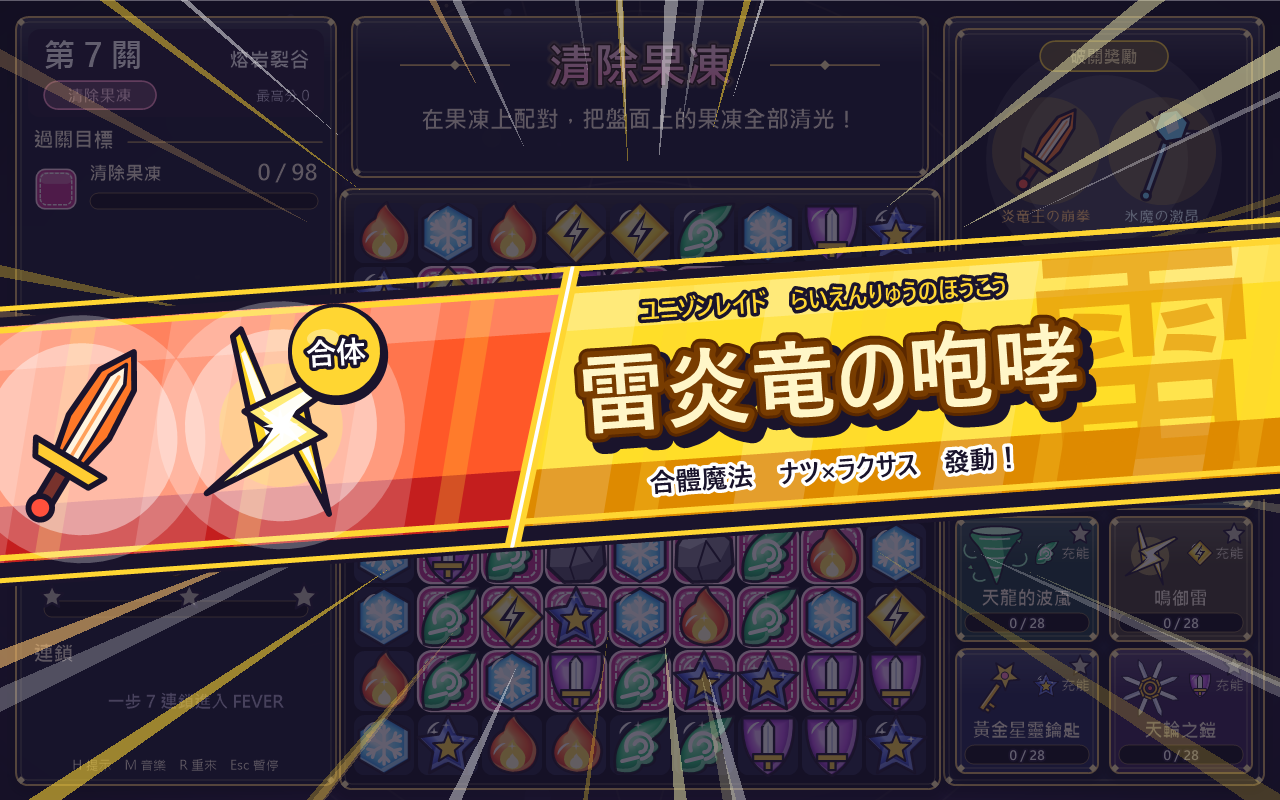 第 7 關
熔岩裂谷
清除果凍
最高分 0
過關目標
清除果凍
0 / 98
清除果凍
在果凍上配對，把盤面上的果凍全部清光！
破關獎勵
炎竜王の崩拳
氷魔の激昂
合体
ユニゾンレイド らいえんりゅうのほうこう
雷炎竜の咆哮
合體魔法 ナツ×ラクサス 發動！
雷
連鎖
一步 7 連鎖進入 FEVER
H 提示 M 音樂 R 重來 Esc 暫停
充能
天龍的波嵐
0 / 28
充能
鳴御雷
0 / 28
充能
黃金星靈鑰匙
0 / 28
充能
天輪之鎧
0 / 28